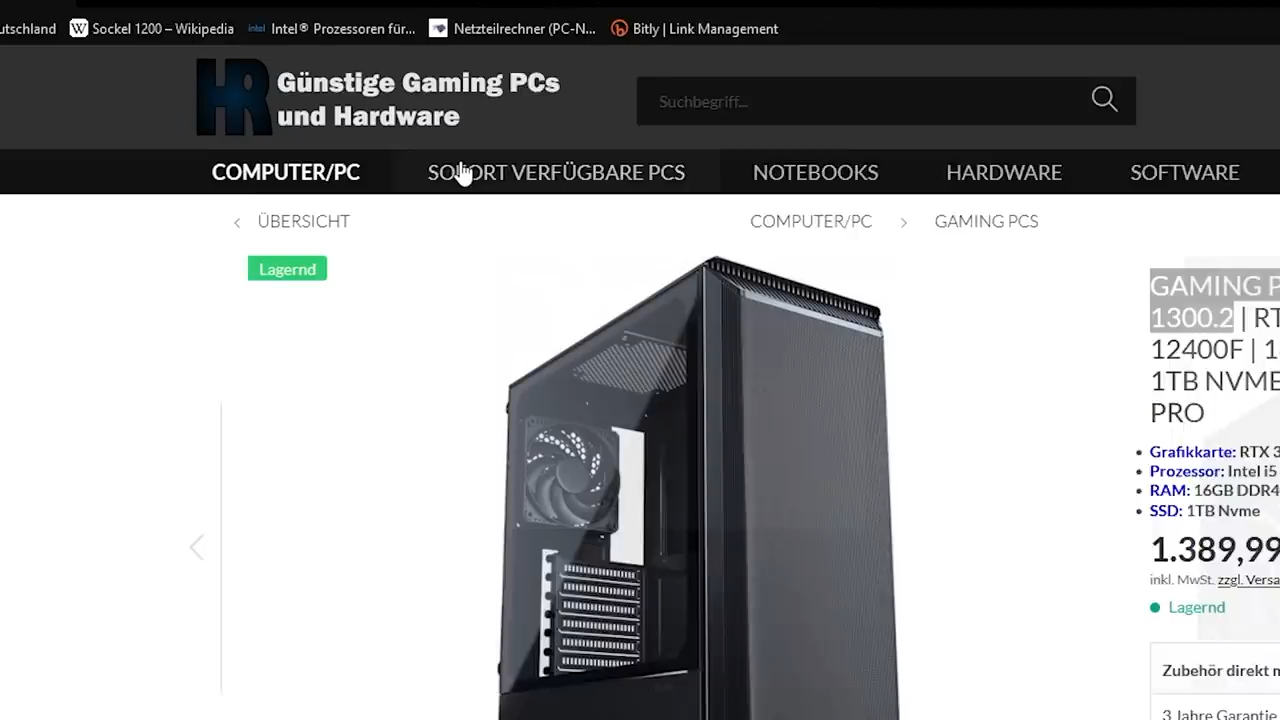 utschland Sockel 1200 – Wikipedia Intel® Prozessoren für... Netzteilrechner (PC-N... Bitly | Link Management
HR Günstige Gaming PCs
und Hardware
Suchbegriff...
COMPUTER/PC SOFORT VERFÜGBARE PCS NOTEBOOKS HARDWARE SOFTWARE
ÜBERSICHT COMPUTER/PC > GAMING PCS
Lagernd
GAMING P
1300.2 | RT
12400F | 1
1TB NVME
PRO
Grafikkarte: RTX 3
Prozessor: Intel i5
RAM: 16GB DDR4
SSD: 1TB Nvme
1.389,99
inkl. MwSt. zzgl. Versa
Lagernd
Zubehör direkt m
3 Jahre Garantie